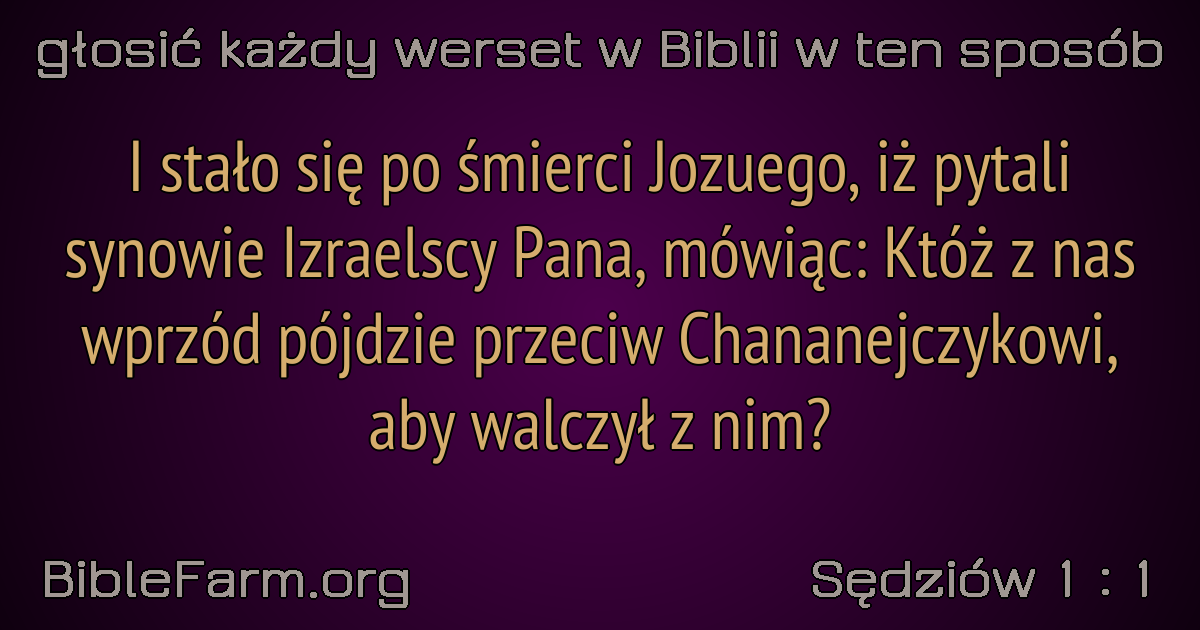 głosić każdy werset w Biblii w ten sposób
I stało się po śmierci Jozuego, iż pytali
synowie Izraelscy Pana, mówiąc: Któż z nas
wprzód pójdzie przeciw Chananejczykowi,
aby walczył z nim?
BibleFarm.org
Sędziów 1 : 1